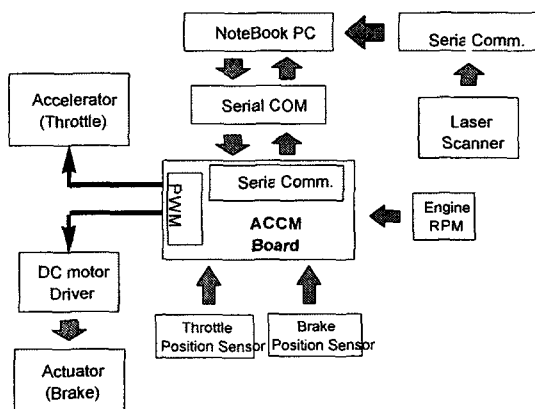 NoteBook PC
Seria Comm.
Accelerator
(Throttle)
Serial COM
Laser
Scanner
Seria Comm.
PWM
ACCM
Board
Engine
RPM
DC motor
Driver
Throttle
Position Sensor
Brake
Position Sensor
Actuator
(Brake)